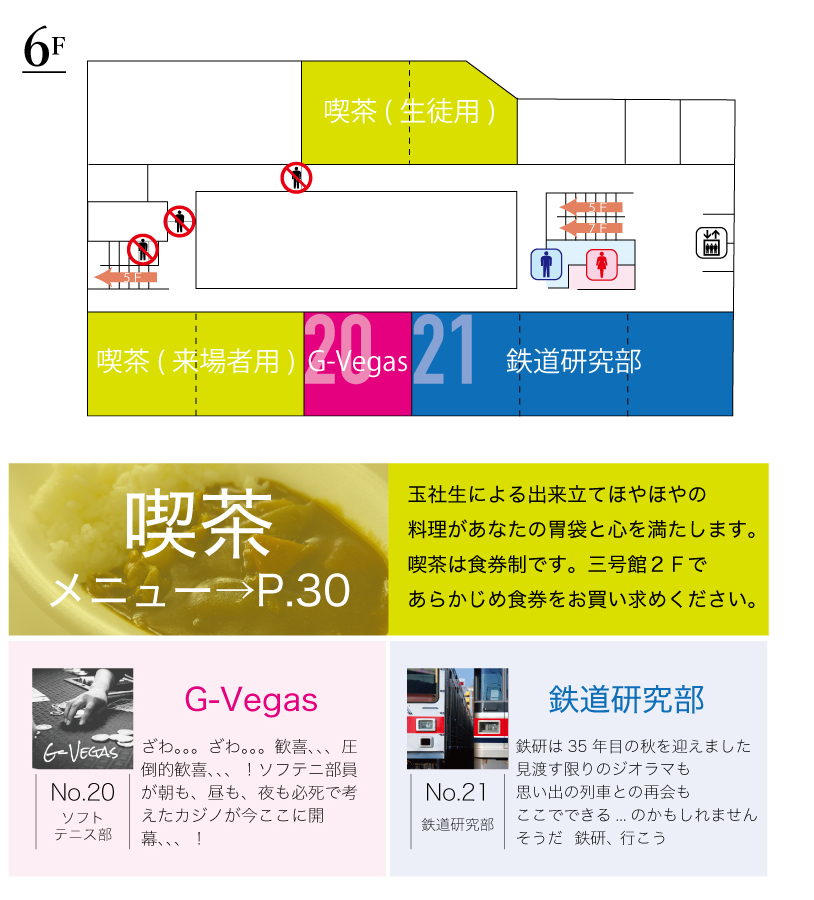 6F
喫茶 ( 生徒用 )
5 F
7 F
5 F
喫茶 ( 来場者用 )
20
G-Vegas
21
鉄道研究部
喫茶
メニュー→P.30
玉社生による出来立てほやほやの
料理があなたの胃袋と心を満たします。
喫茶は食券制です。三号館２Ｆで
あらかじめ食券をお買い求めください。
G-VEGAS
No.20
ソフト
テニス部
G-Vegas
ざわ。。。ざわ。。。歓喜、、、圧
倒的歓喜、、、！ソフテニ部員
が朝も、昼も、夜も必死で考
えたカジノが今ここに開
幕、、、！
No.21
鉄道研究部
鉄道研究部
鉄研は 35 年目の秋を迎えました
見渡す限りのジオラマも
思い出の列車との再会も
ここでできる ... のかもしれません
そうだ 鉄研、行こう